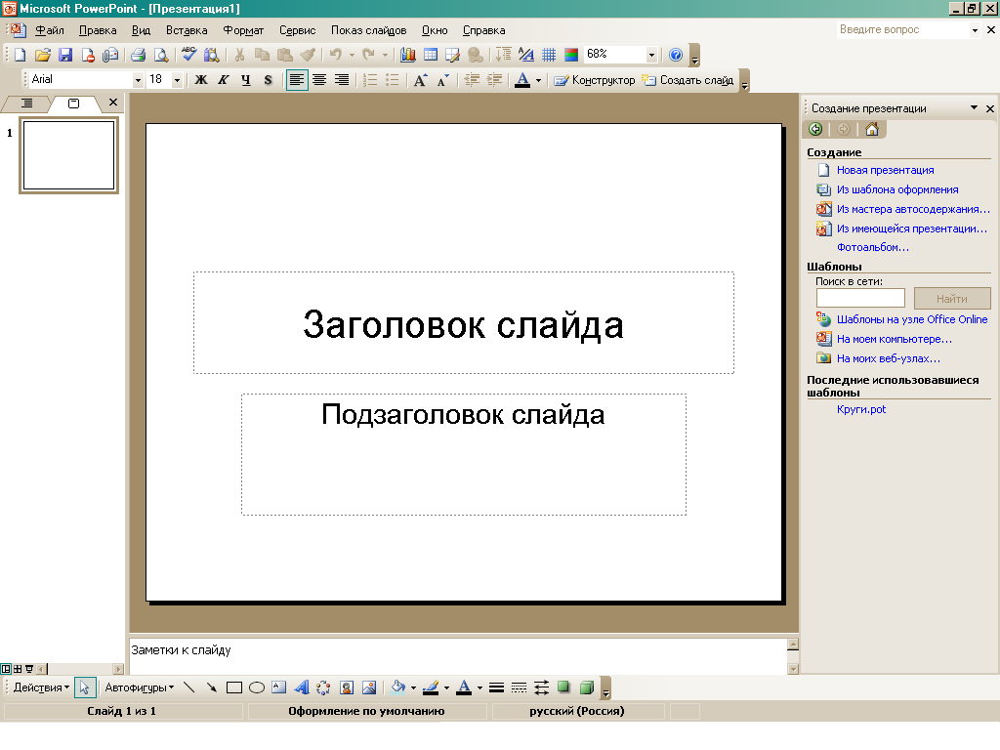 Microsoft PowerPoint - [Презентация1]
Файл Правка Вид Вставка Формат Сервис Показ слайдов Окно Справка Введите вопрос
68%
Arial 18 Ж К Ч S Конструктор Создать слайд
1
Заголовок слайда
Подзаголовок слайда
Заметки к слайду
Создание презентации
Создание
Новая презентация
Из шаблона оформления
Из мастера автосодержания...
Из имеющейся презентации...
Фотоальбом...
Шаблоны
Поиск в сети:
Найти
Шаблоны на узле Office Online
На моем компьютере...
На моих веб-узлах...
Последние использовавшиеся
шаблоны
Круги.pot
Действия Автофигуры
Слайд 1 из 1 Оформление по умолчанию русский (Россия)